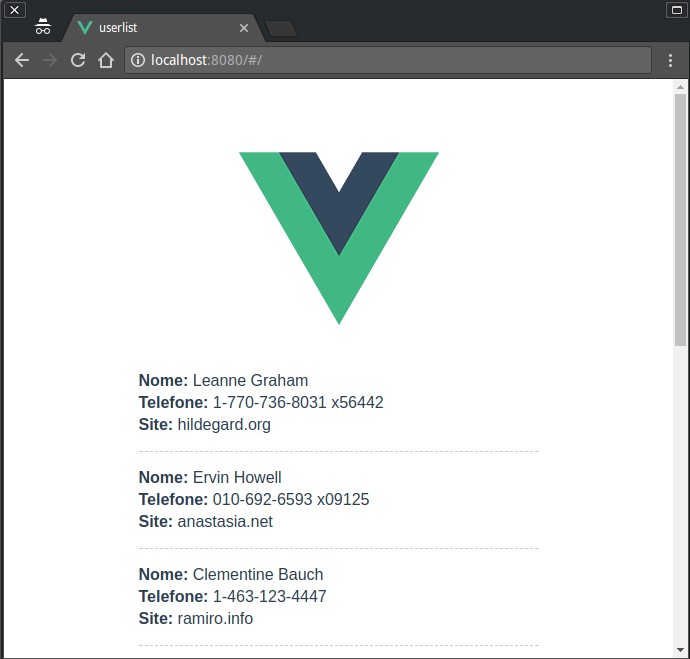 userlist
localhost:8080/#/
Nome: Leanne Graham
Telefone: 1-770-736-8031 x56442
Site: hildegard.org
Nome: Ervin Howell
Telefone: 010-692-6593 x09125
Site: anastasia.net
Nome: Clementine Bauch
Telefone: 1-463-123-4447
Site: ramiro.info